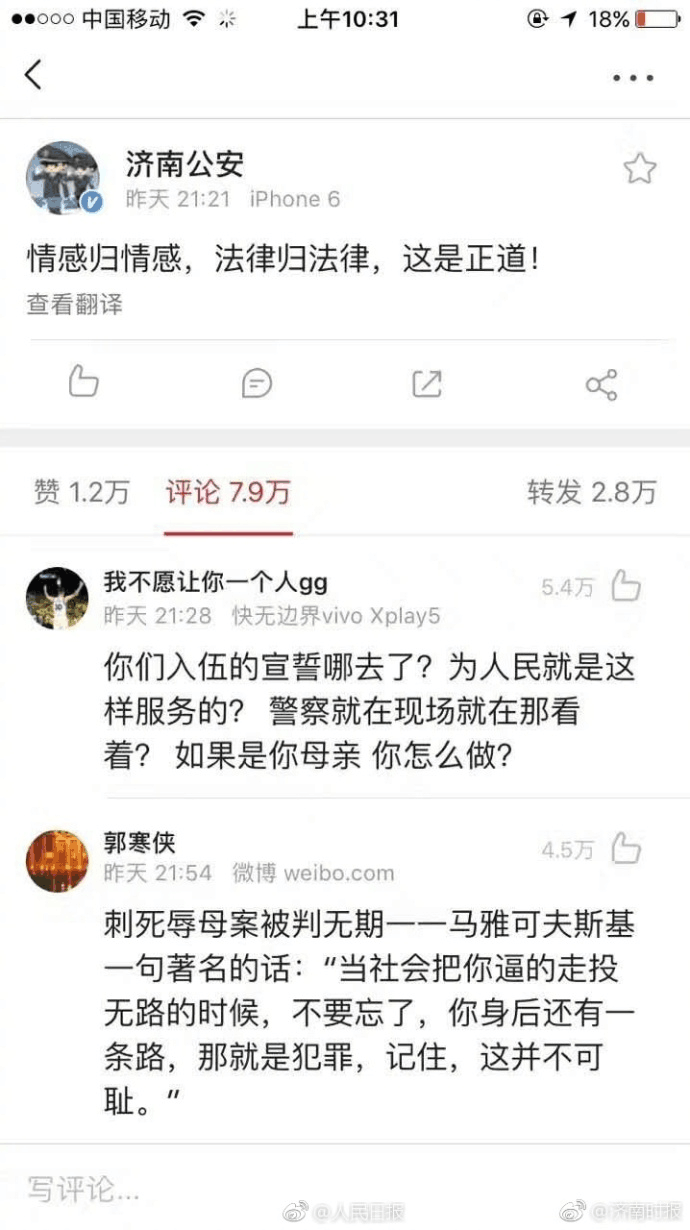 中国移动 上午10:31 18%
济南公安
昨天 21:21 iPhone 6
情感归情感，法律归法律，这是正道！
查看翻译
赞 1.2万 评论 7.9万 转发 2.8万
我不愿让你一个人gg 5.4万
昨天 21:28 快无边界vivo Xplay5
你们入伍的宣誓哪去了？为人民就是这
样服务的？ 警察就在现场就在那看
着？ 如果是你母亲 你怎么做？
郭寒侠 4.5万
昨天 21:54 微博 weibo.com
刺死辱母案被判无期一一马雅可夫斯基
一句著名的话：“当社会把你逼的走投
无路的时候，不要忘了，你身后还有一
条路，那就是犯罪，记住，这并不可
耻。”
写评论...
@人民日报 @济南时报